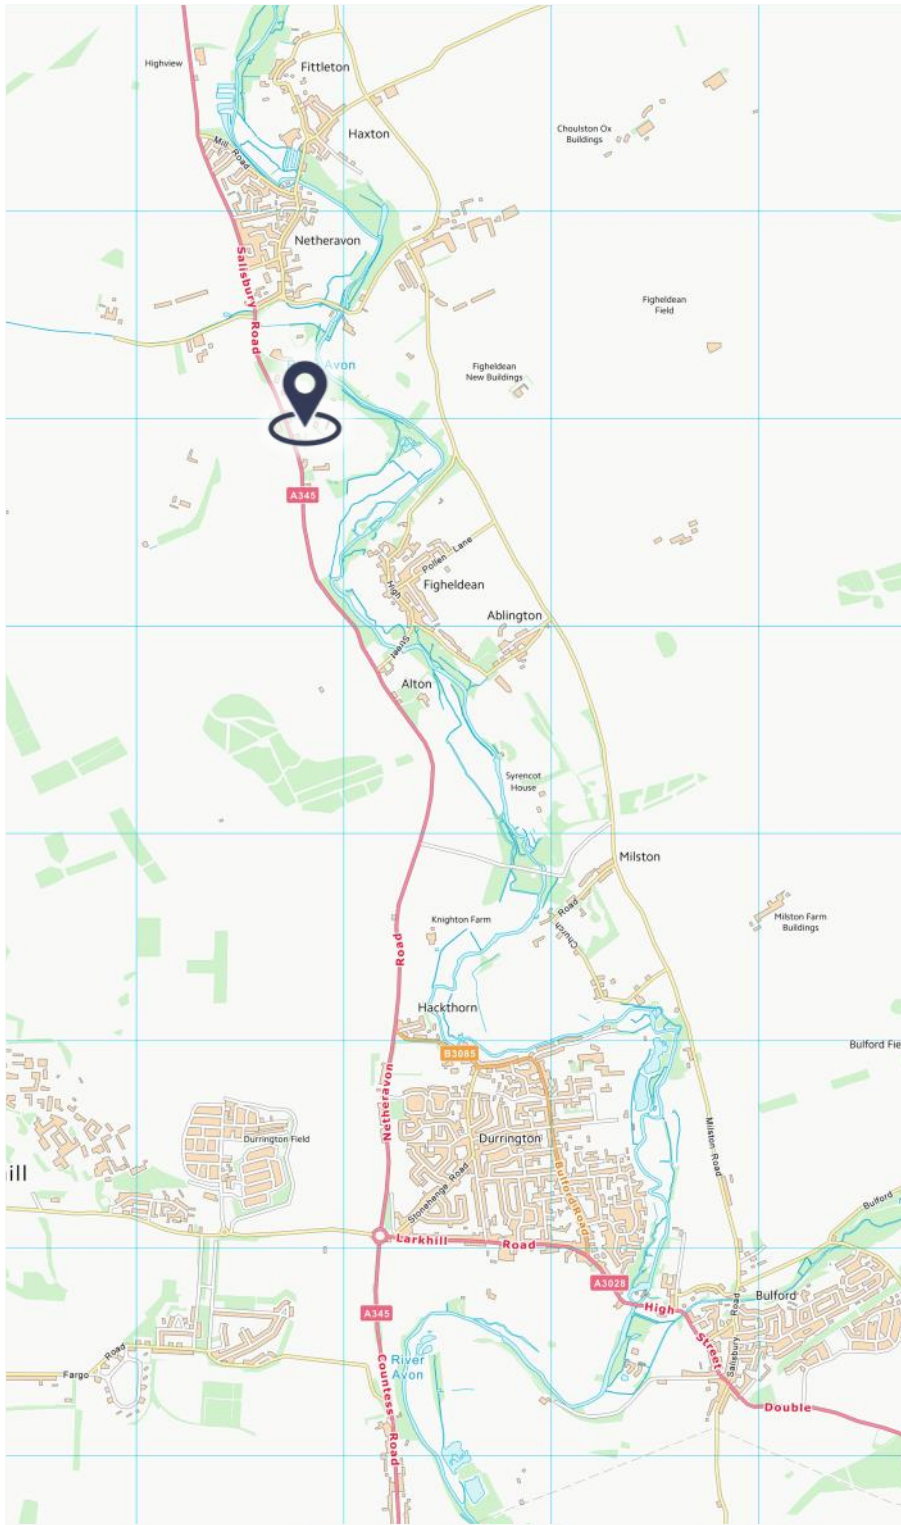 Fittleton
Highview
Haxton
Choulston Ox
Buildings
Mill Road
Netheravon
Salisbury Road
Figheldean
Field
Avon
Figheldean
New Buildings
A345
Pollen Lane
High
Street
Figheldean
Ablington
Alton
Syrencot
House
Milston
Knighton Farm
Church Road
Milston Farm
Buildings
Netheravon Road
Hackthorn
B3085
Bulford Fie
Durrington Field
Durrington
Milston Road
ill
Stonehenge Road
Bulford Road
Bulford
Larkhill Road
A3028
High Street
Bulford
Salisbury Road
A345
Fargo Road
River
Avon
Countess Road
Double